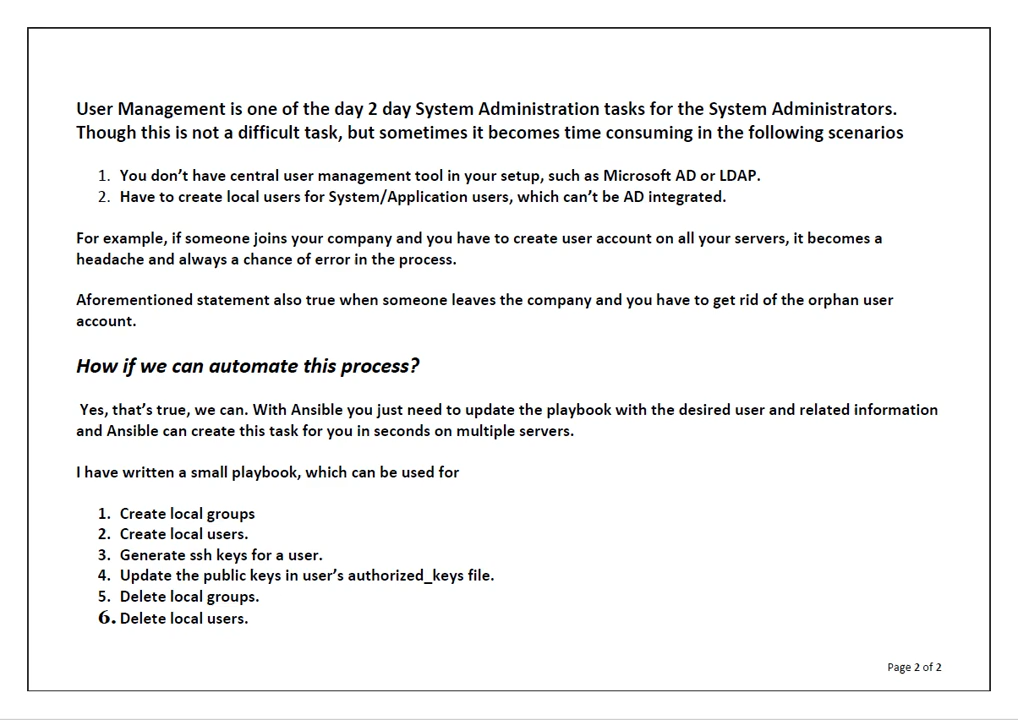 User Management is one of the day 2 day System Administration tasks for the System Administrators.
Though this is not a difficult task, but sometimes it becomes time consuming in the following scenarios
1. You don’t have central user management tool in your setup, such as Microsoft AD or LDAP.
2. Have to create local users for System/Application users, which can’t be AD integrated.
For example, if someone joins your company and you have to create user account on all your servers, it becomes a
headache and always a chance of error in the process.
Aforementioned statement also true when someone leaves the company and you have to get rid of the orphan user
account.
How if we can automate this process?
Yes, that’s true, we can. With Ansible you just need to update the playbook with the desired user and related information
and Ansible can create this task for you in seconds on multiple servers.
I have written a small playbook, which can be used for
1. Create local groups
2. Create local users.
3. Generate ssh keys for a user.
4. Update the public keys in user’s authorized_keys file.
5. Delete local groups.
6. Delete local users.
Page 2 of 2